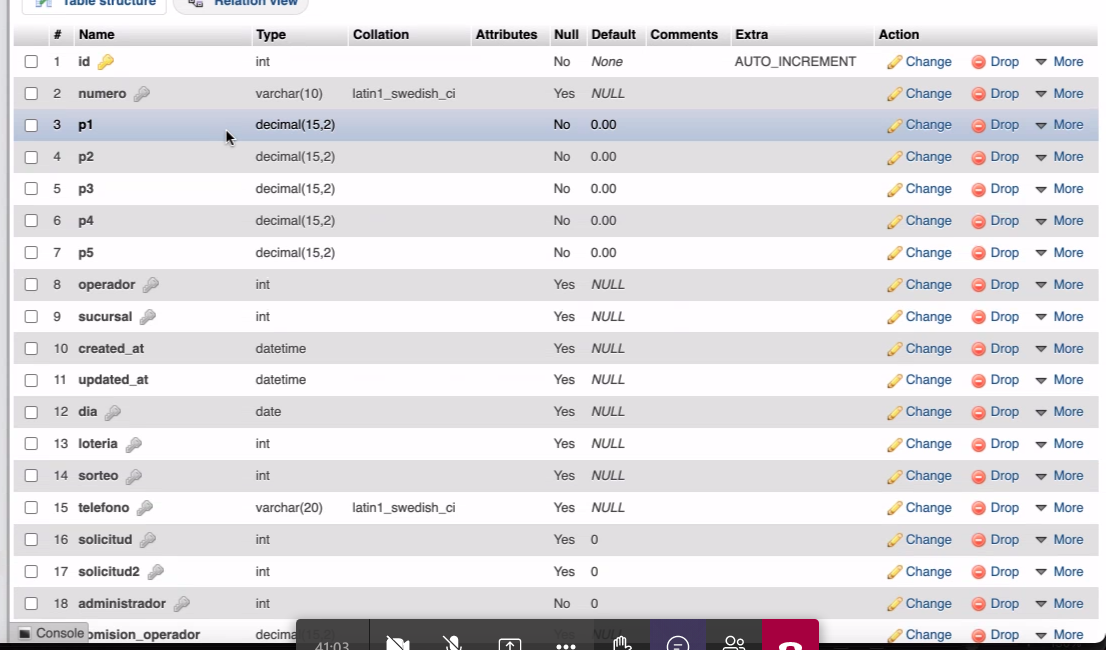 Table structure Relation view
# Name Type Collation Attributes Null Default Comments Extra Action
1 id int No None AUTO_INCREMENT Change Drop More
2 numero varchar(10) latin1_swedish_ci Yes NULL Change Drop More
3 p1 decimal(15,2) No 0.00 Change Drop More
4 p2 decimal(15,2) No 0.00 Change Drop More
5 p3 decimal(15,2) No 0.00 Change Drop More
6 p4 decimal(15,2) No 0.00 Change Drop More
7 p5 decimal(15,2) No 0.00 Change Drop More
8 operador int Yes NULL Change Drop More
9 sucursal int Yes NULL Change Drop More
10 created_at datetime Yes NULL Change Drop More
11 updated_at datetime Yes NULL Change Drop More
12 dia date Yes NULL Change Drop More
13 loteria int Yes NULL Change Drop More
14 sorteo int Yes NULL Change Drop More
15 telefono varchar(20) latin1_swedish_ci Yes NULL Change Drop More
16 solicitud int Yes 0 Change Drop More
17 solicitud2 int Yes 0 Change Drop More
18 administrador int No 0 Change Drop More
Console omision_operador decima Yes NULL Change Drop More
41:03